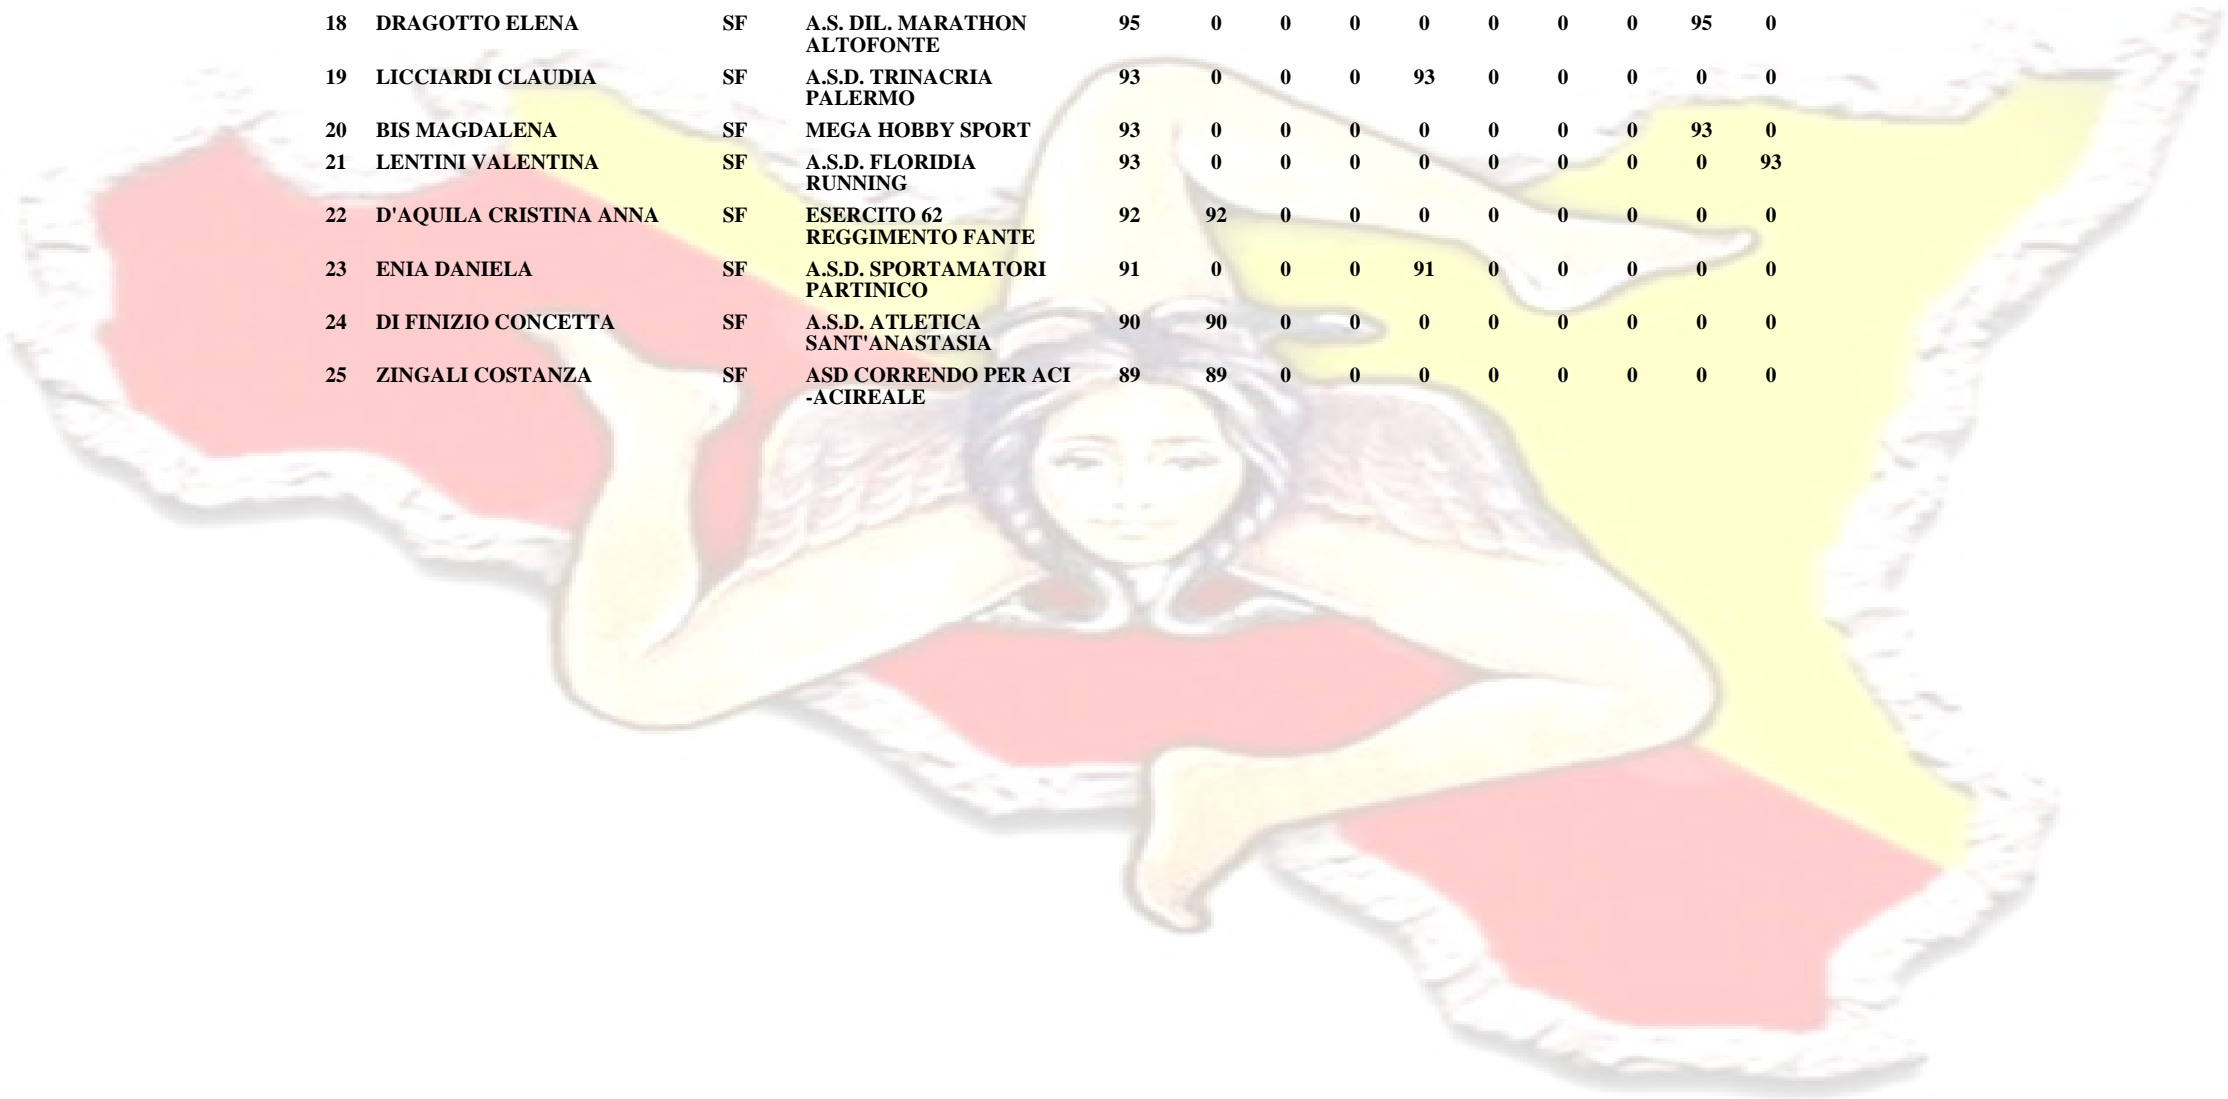 18 DRAGOTTO ELENA SF A.S. DIL. MARATHON 95 0 0 0 0 0 0 0 95 0
ALTOFONTE
19 LICCIARDI CLAUDIA SF A.S.D. TRINACRIA 93 0 0 0 93 0 0 0 0 0
PALERMO
20 BIS MAGDALENA SF MEGA HOBBY SPORT 93 0 0 0 0 0 0 0 93 0
21 LENTINI VALENTINA SF A.S.D. FLORIDIA 93 0 0 0 0 0 0 0 0 93
RUNNING
22 D'AQUILA CRISTINA ANNA SF ESERCITO 62 92 92 0 0 0 0 0 0 0 0
REGGIMENTO FANTE
23 ENIA DANIELA SF A.S.D. SPORTAMATORI 91 0 0 0 91 0 0 0 0 0
PARTINICO
24 DI FINIZIO CONCETTA SF A.S.D. ATLETICA 90 90 0 0 0 0 0 0 0 0
SANT'ANASTASIA
25 ZINGALI COSTANZA SF ASD CORRENDO PER ACI 89 89 0 0 0 0 0 0 0 0
-ACIREALE